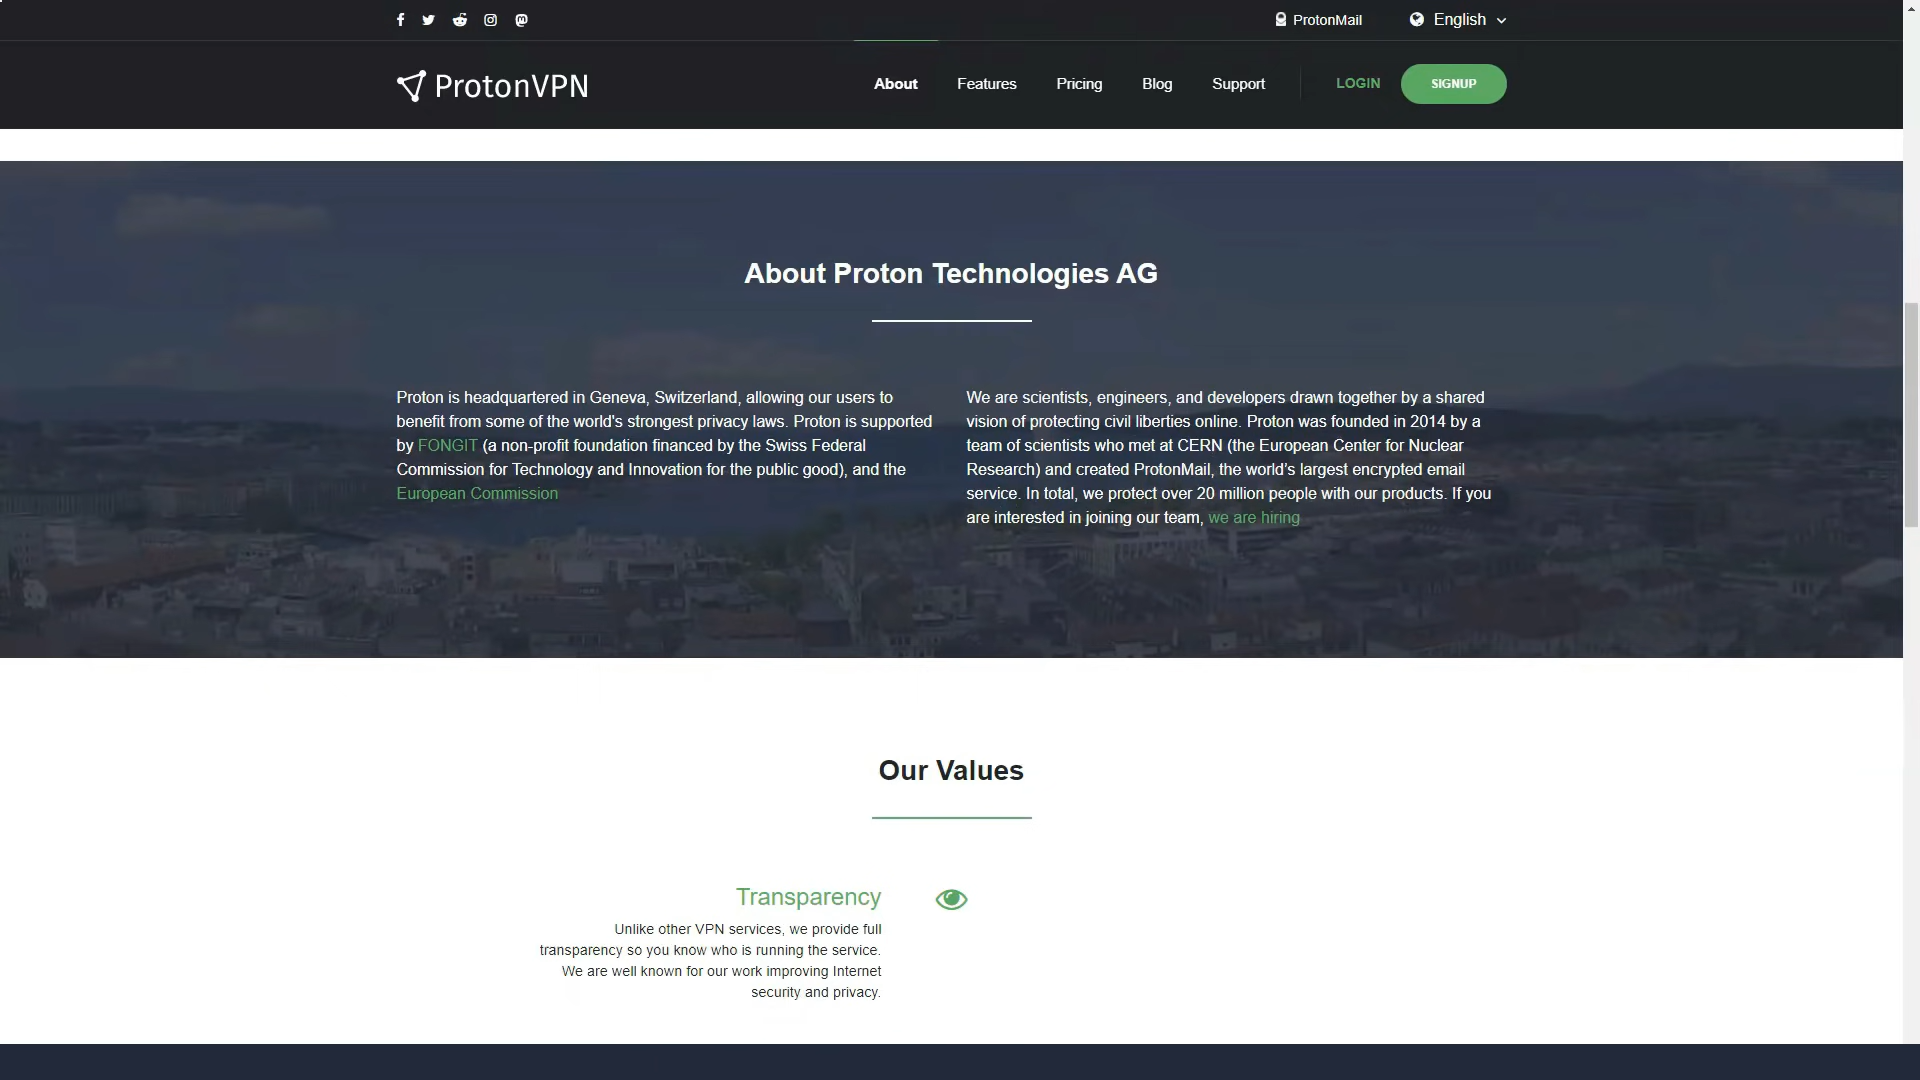 ProtonMail
English
ProtonVPN
About
Features
Pricing
Blog
Support
LOGIN
SIGNUP
About Proton Technologies AG
Proton is headquartered in Geneva, Switzerland, allowing our users to
benefit from some of the world's strongest privacy laws. Proton is supported
by FONGIT (a non-profit foundation financed by the Swiss Federal
Commission for Technology and Innovation for the public good), and the
European Commission
We are scientists, engineers, and developers drawn together by a shared
vision of protecting civil liberties online. Proton was founded in 2014 by a
team of scientists who met at CERN (the European Center for Nuclear
Research) and created ProtonMail, the world's largest encrypted email
service. In total, we protect over 20 million people with our products. If you
are interested in joining our team, we are hiring
Our Values
Transparency
Unlike other VPN services, we provide full
transparency so you know who is running the service.
We are well known for our work improving Internet
security and privacy.